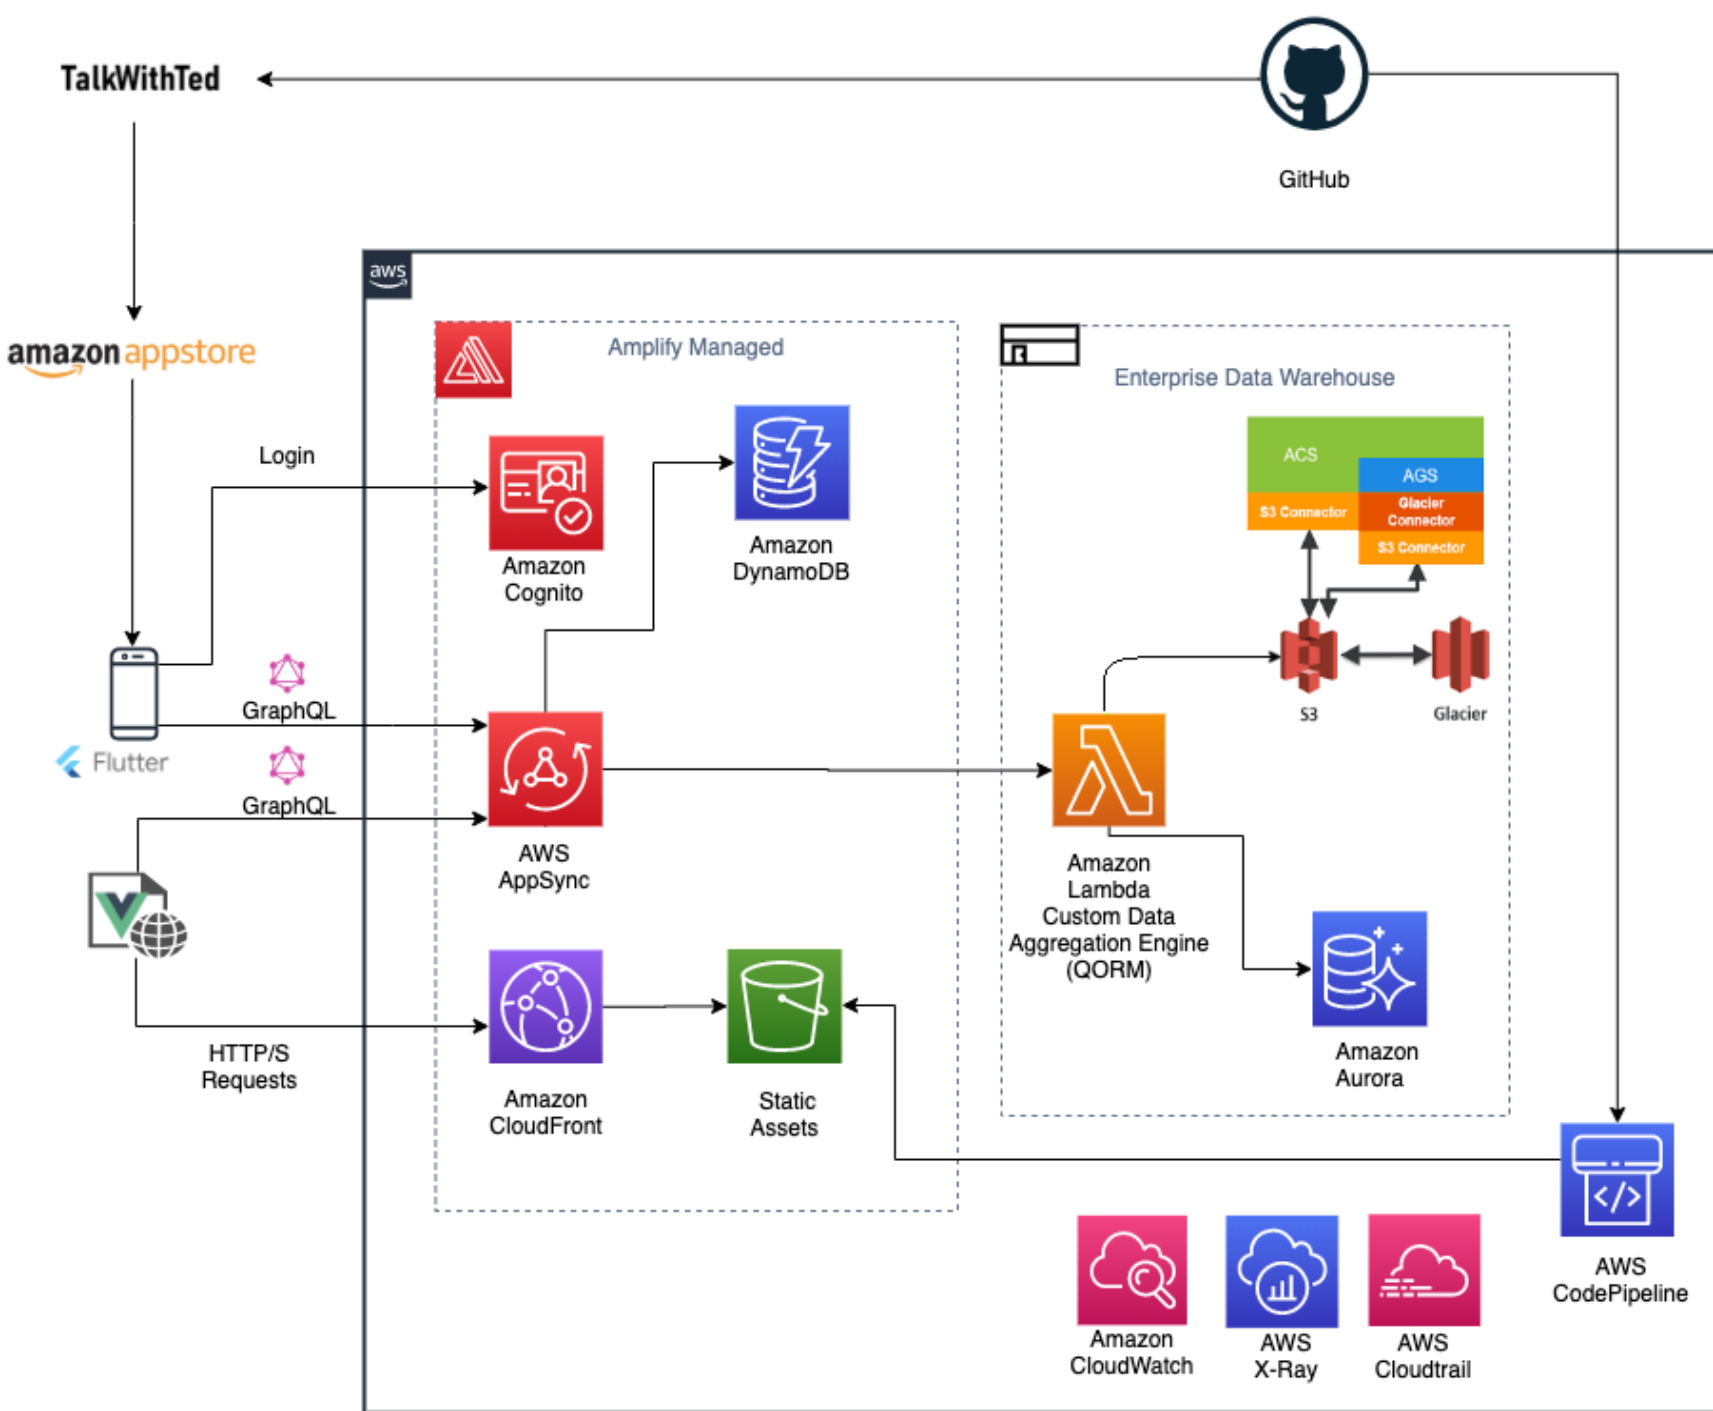 TalkWithTed
GitHub
aws
amazon appstore
Amplify Managed
Enterprise Data Warehouse
ACS
AGS
S3 Connector
Glacier
Connector
S3 Connector
Login
Amazon
Cognito
Amazon
DynamoDB
GraphQL
Flutter
GraphQL
S3
Glacier
AWS
AppSync
Amazon
Lambda
Custom Data
Aggregation Engine
(QORM)
HTTP/S
Requests
Amazon
CloudFront
Static
Assets
Amazon
Aurora
</>
AWS
CodePipeline
Amazon
CloudWatch
AWS
X-Ray
AWS
Cloudtrail